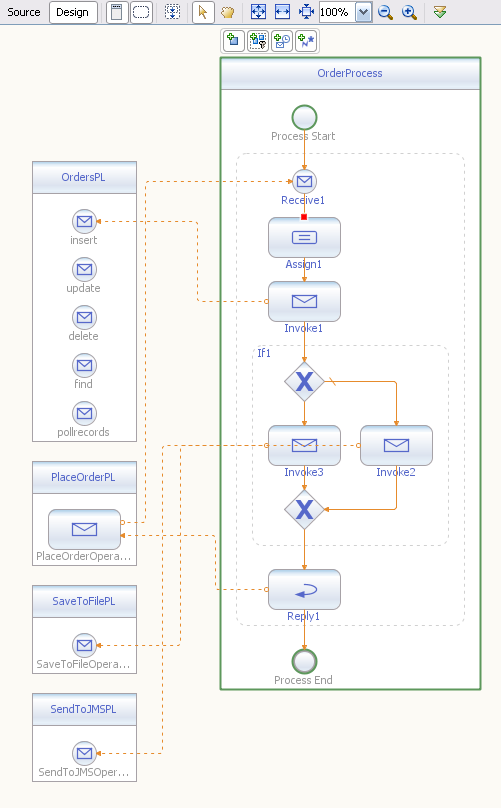 Source Design 100%
OrderProcess
Process Start
OrdersPL
insert
update
delete
find
pollrecords
Receive1
Assign1
Invoke1
If1
Invoke3
Invoke2
PlaceOrderPL
PlaceOrderOpera...
SaveToFilePL
SaveToFileOpera...
Reply1
Process End
SendToJMSPL
SendToJMSOper...